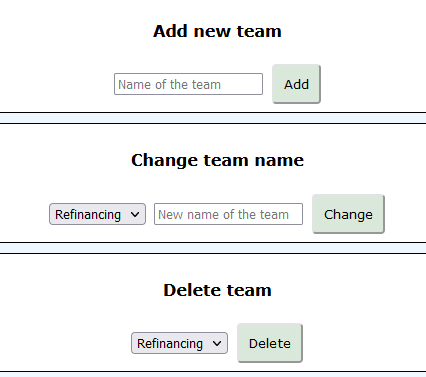 Add new team
Name of the team Add
Change team name
Refinancing New name of the team Change
Delete team
Refinancing Delete